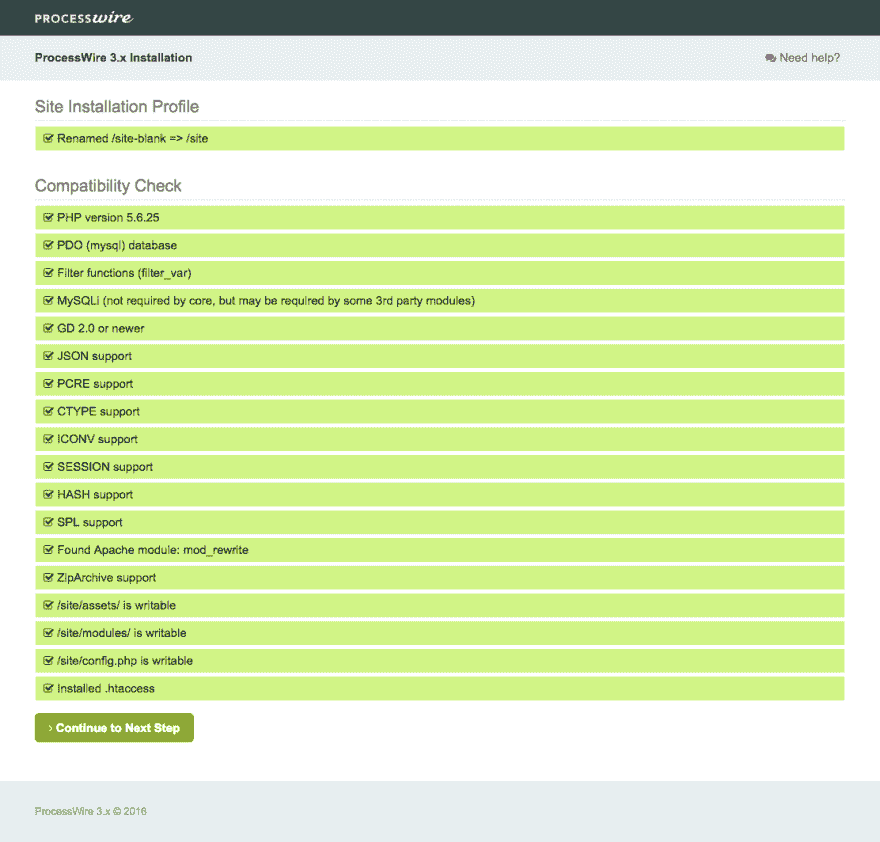 PROCESSwire
ProcessWire 3.x Installation
Need help?
Site Installation Profile
Renamed /site-blank => /site
Compatibility Check
PHP version 5.6.25
PDO (mysql) database
Filter functions (filter_var)
MySQLi (not required by core, but may be required by some 3rd party modules)
GD 2.0 or newer
JSON support
PCRE support
CTYPE support
ICONV support
SESSION support
HASH support
SPL support
Found Apache module: mod_rewrite
ZipArchive support
/site/assets/ is writable
/site/modules/ is writable
/site/config.php is writable
Installed .htaccess
› Continue to Next Step
ProcessWire 3.x © 2016